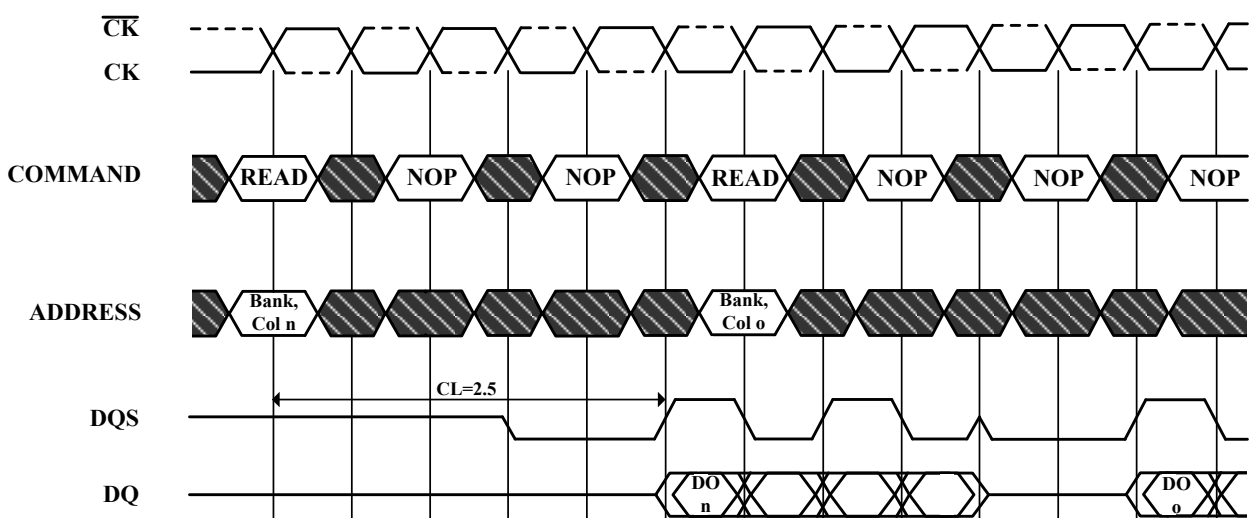 C̅K̅
CK
COMMAND READ NOP NOP READ NOP NOP NOP
ADDRESS Bank, Col n Bank, Col o
CL=2.5
DQS
DQ DO n DO o